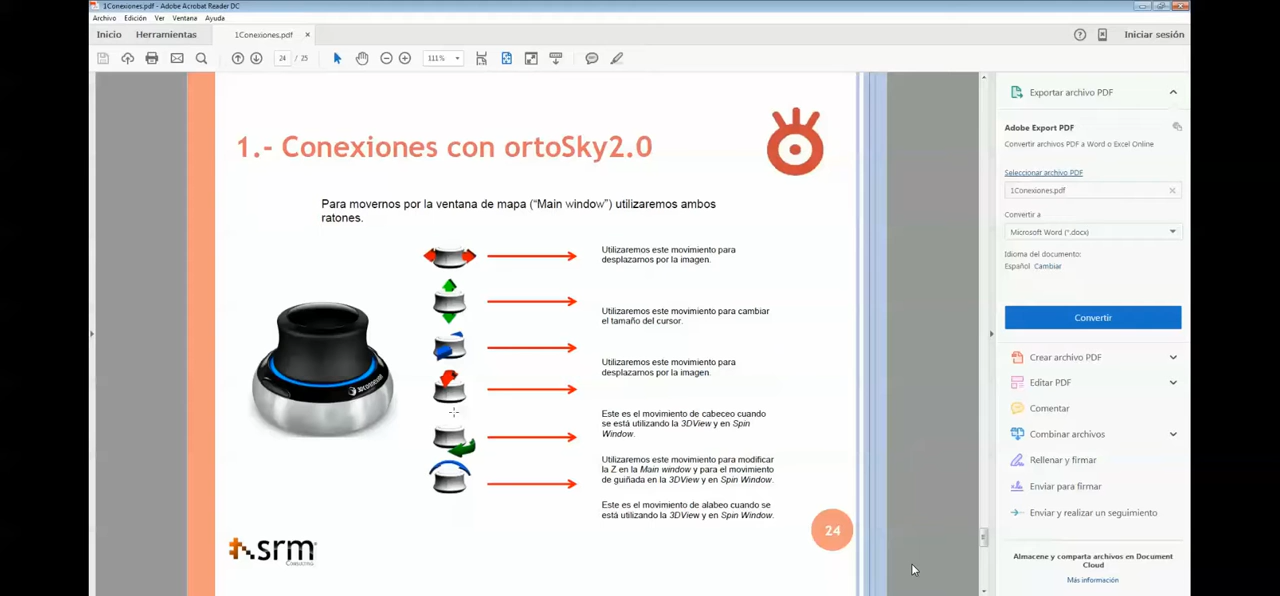 1Conexiones.pdf - Adobe Acrobat Reader DC
Archivo Edición Ver Ventana Ayuda
Inicio Herramientas 1Conexiones.pdf × Iniciar sesión
24 / 25 111%
1.- Conexiones con ortoSky2.0
Para movernos por la ventana de mapa ("Main window") utilizaremos ambos
ratones.
Utilizaremos este movimiento para
desplazarnos por la imagen.
Utilizaremos este movimiento para cambiar
el tamaño del cursor.
Utilizaremos este movimiento para
desplazarnos por la imagen.
Este es el movimiento de cabeceo cuando
se está utilizando la 3DView y en Spin
Window.
Utilizaremos este movimiento para modificar
la Z en la Main window y para el movimiento
de guiñada en la 3DView y en Spin Window.
Este es el movimiento de alabeo cuando se
está utilizando la 3DView y en Spin Window.
3DCONNEXION
srm
CONSULTING
24
Exportar archivo PDF
Adobe Export PDF
Convertir archivos PDF a Word o Excel Online
Seleccionar archivo PDF
1Conexiones.pdf
Convertir a
Microsoft Word (*.docx)
Idioma del documento:
Español Cambiar
Convertir
Crear archivo PDF
Editar PDF
Comentar
Combinar archivos
Rellenar y firmar
Enviar para firmar
Enviar y realizar un seguimiento
Almacene y comparta archivos en Document
Cloud
Más información